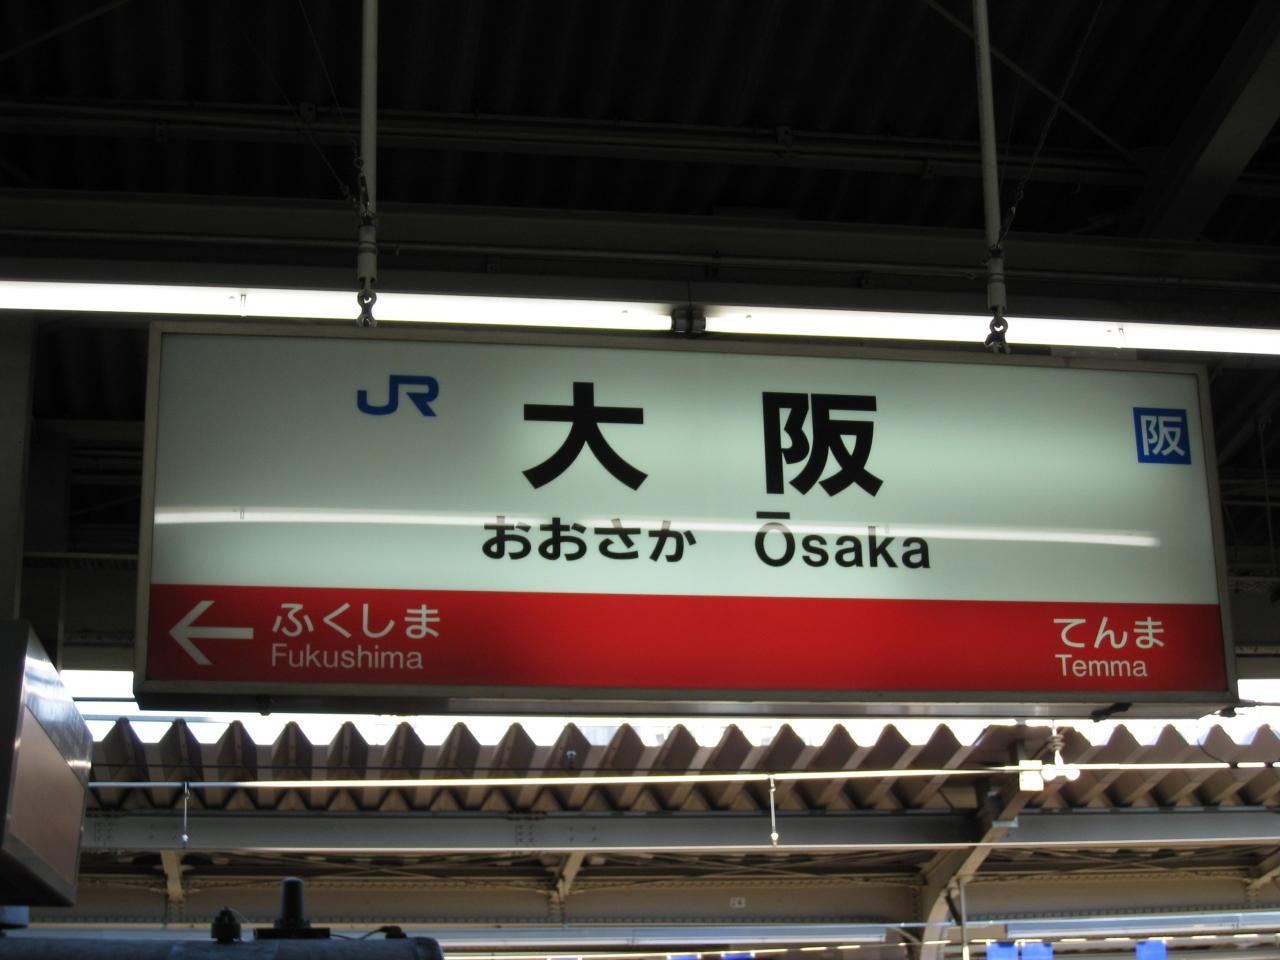 JR
大阪
阪
おおさか Ōsaka
← ふくしま
Fukushima
てんま
Temma